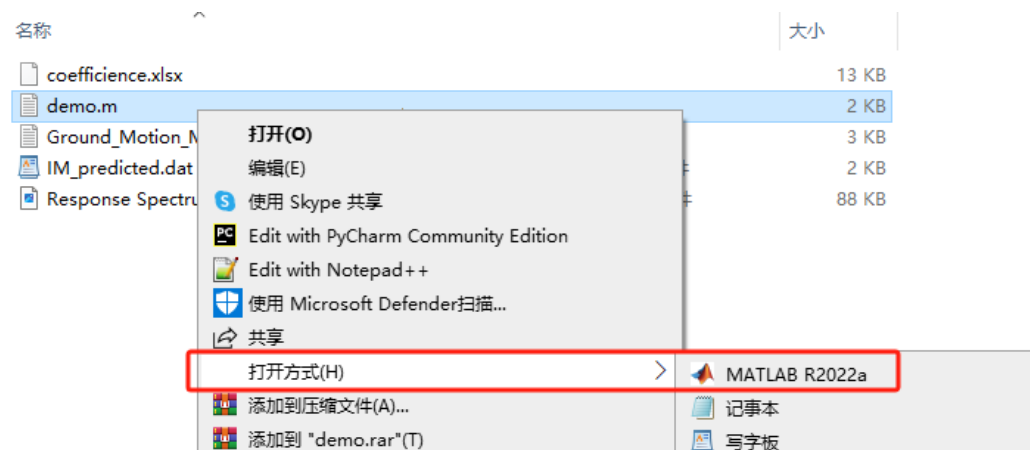 名称 大小
coefficience.xlsx 13 KB
demo.m 2 KB
打开(O)
Ground_Motion_ 3 KB
编辑(E)
IM_predicted.dat 2 KB
Response Spectru 88 KB
使用 Skype 共享
Edit with PyCharm Community Edition
Edit with Notepad++
使用 Microsoft Defender扫描...
共享
打开方式(H) MATLAB R2022a
添加到压缩文件(A)... 记事本
添加到 "demo.rar"(T) 写字板